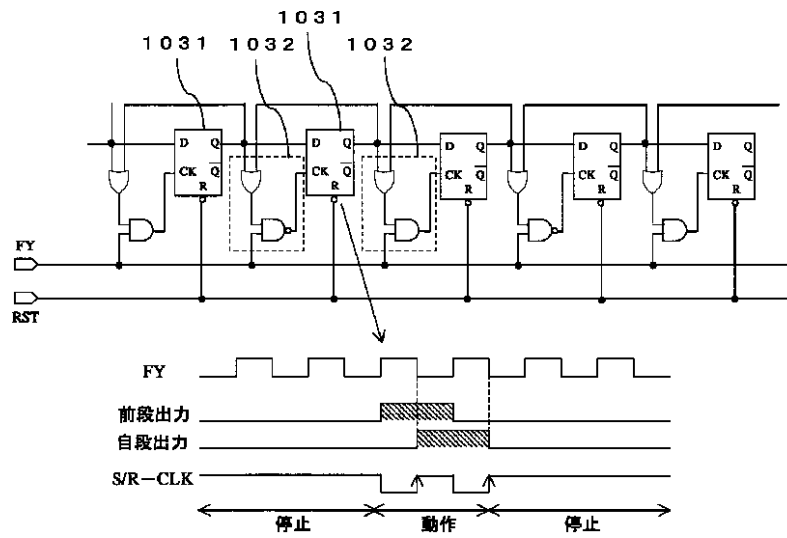 １０３１
１０３２
１０３１
１０３２
D Q
CK Q
R
D Q
CK Q
R
D Q
CK Q
R
D Q
CK Q
R
D Q
CK Q
R
FY
RST
FY
前段出力
自段出力
S/R－CLK
停止 動作 停止